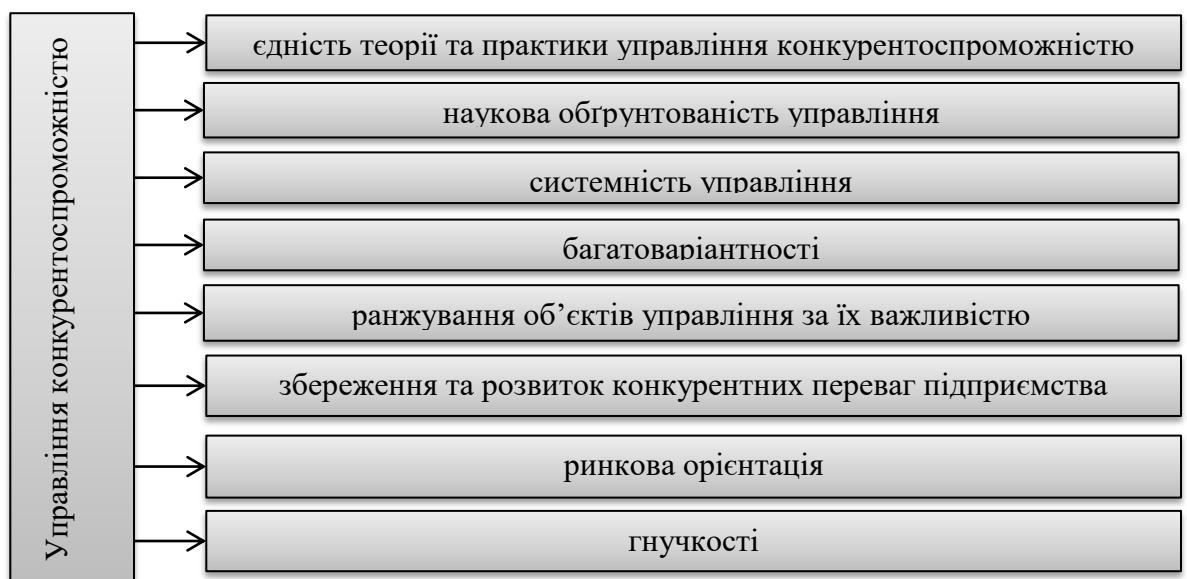 Управління конкурентоспроможністю
єдність теорії та практики управління конкурентоспроможністю
наукова обґрунтованість управління
системність управління
багатоваріантності
ранжування об’єктів управління за їх важливістю
збереження та розвиток конкурентних переваг підприємства
ринкова орієнтація
гнучкості